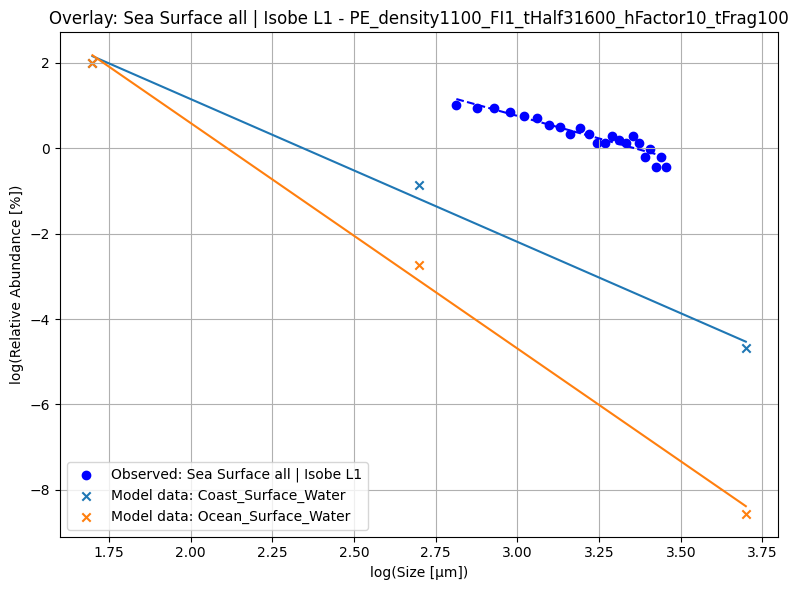 Overlay: Sea Surface all | Isobe L1 - PE_density1100_FI1_tHalf31600_hFactor10_tFrag100
log(Relative Abundance [%])
2
0
−2
−4
−6
−8
Observed: Sea Surface all | Isobe L1
Model data: Coast_Surface_Water
Model data: Ocean_Surface_Water
1.75
2.00
2.25
2.50
2.75
3.00
3.25
3.50
3.75
log(Size [µm])